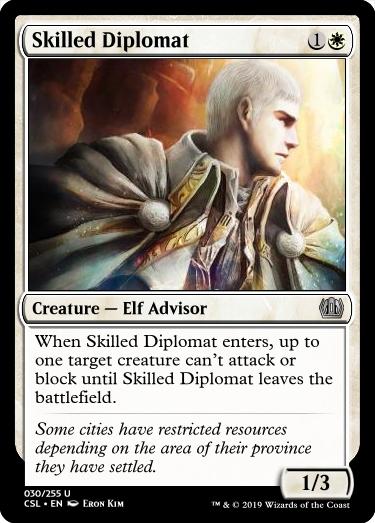 Skilled Diplomat 1
Creature — Elf Advisor
When Skilled Diplomat enters, up to
one target creature can't attack or
block until Skilled Diplomat leaves the
battlefield.
Some cities have restricted resources
depending on the area of their province
they have settled.
1/3
030/255 U
CSL • EN Eron Kim
™ & © 2019 Wizards of the Coast